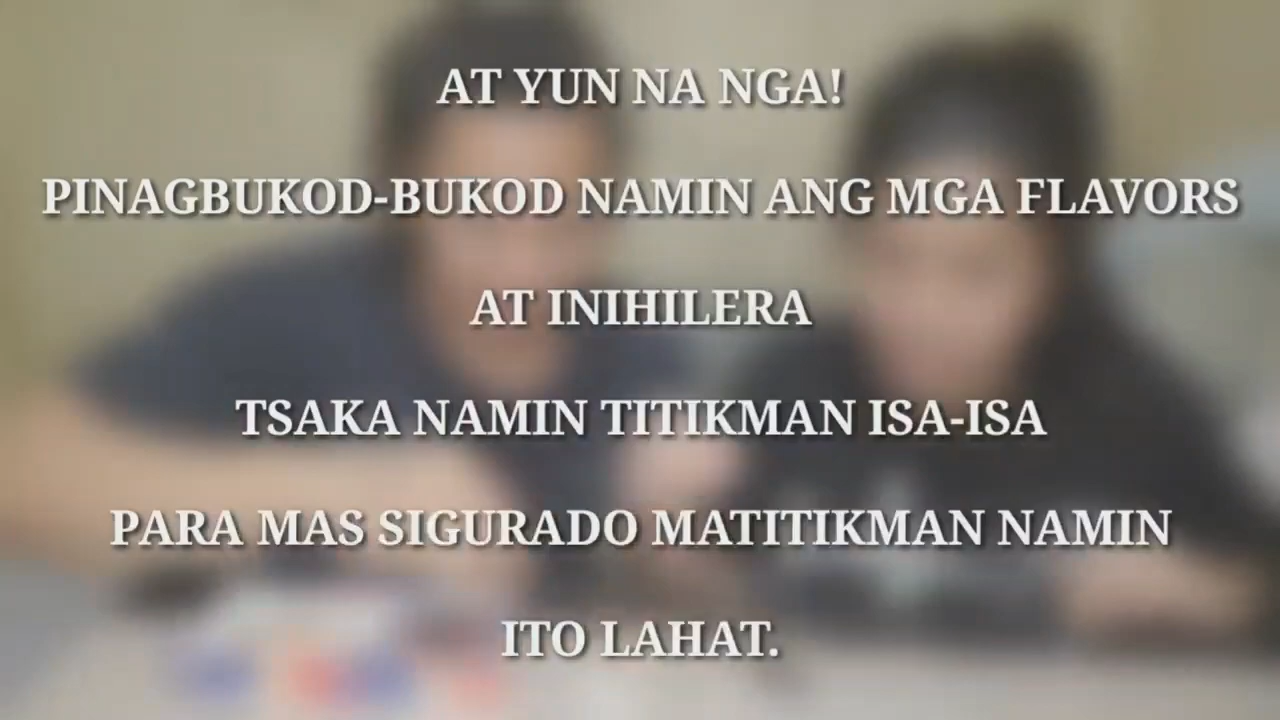 AT YUN NA NGA!
PINAGBUKOD-BUKOD NAMIN ANG MGA FLAVORS
AT INIHILERA
TSAKA NAMIN TITIKMAN ISA-ISA
PARA MAS SIGURADO MATITIKMAN NAMIN
ITO LAHAT.